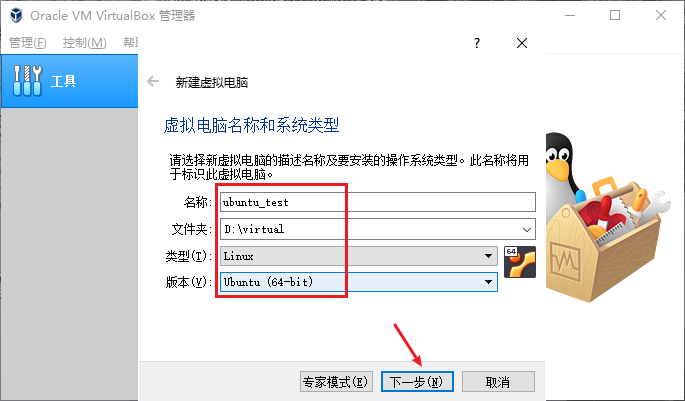 Oracle VM VirtualBox 管理器
管理(F) 控制(M) 帮助
?
工具
新建虚拟电脑
虚拟电脑名称和系统类型
请选择新虚拟电脑的描述名称及要安装的操作系统类型。此名称将用
于标识此虚拟电脑。
名称: ubuntu_test
文件夹: D:\virtual
类型(T): Linux
64
版本(V): Ubuntu (64-bit)
专家模式(E) 下一步(N) 取消